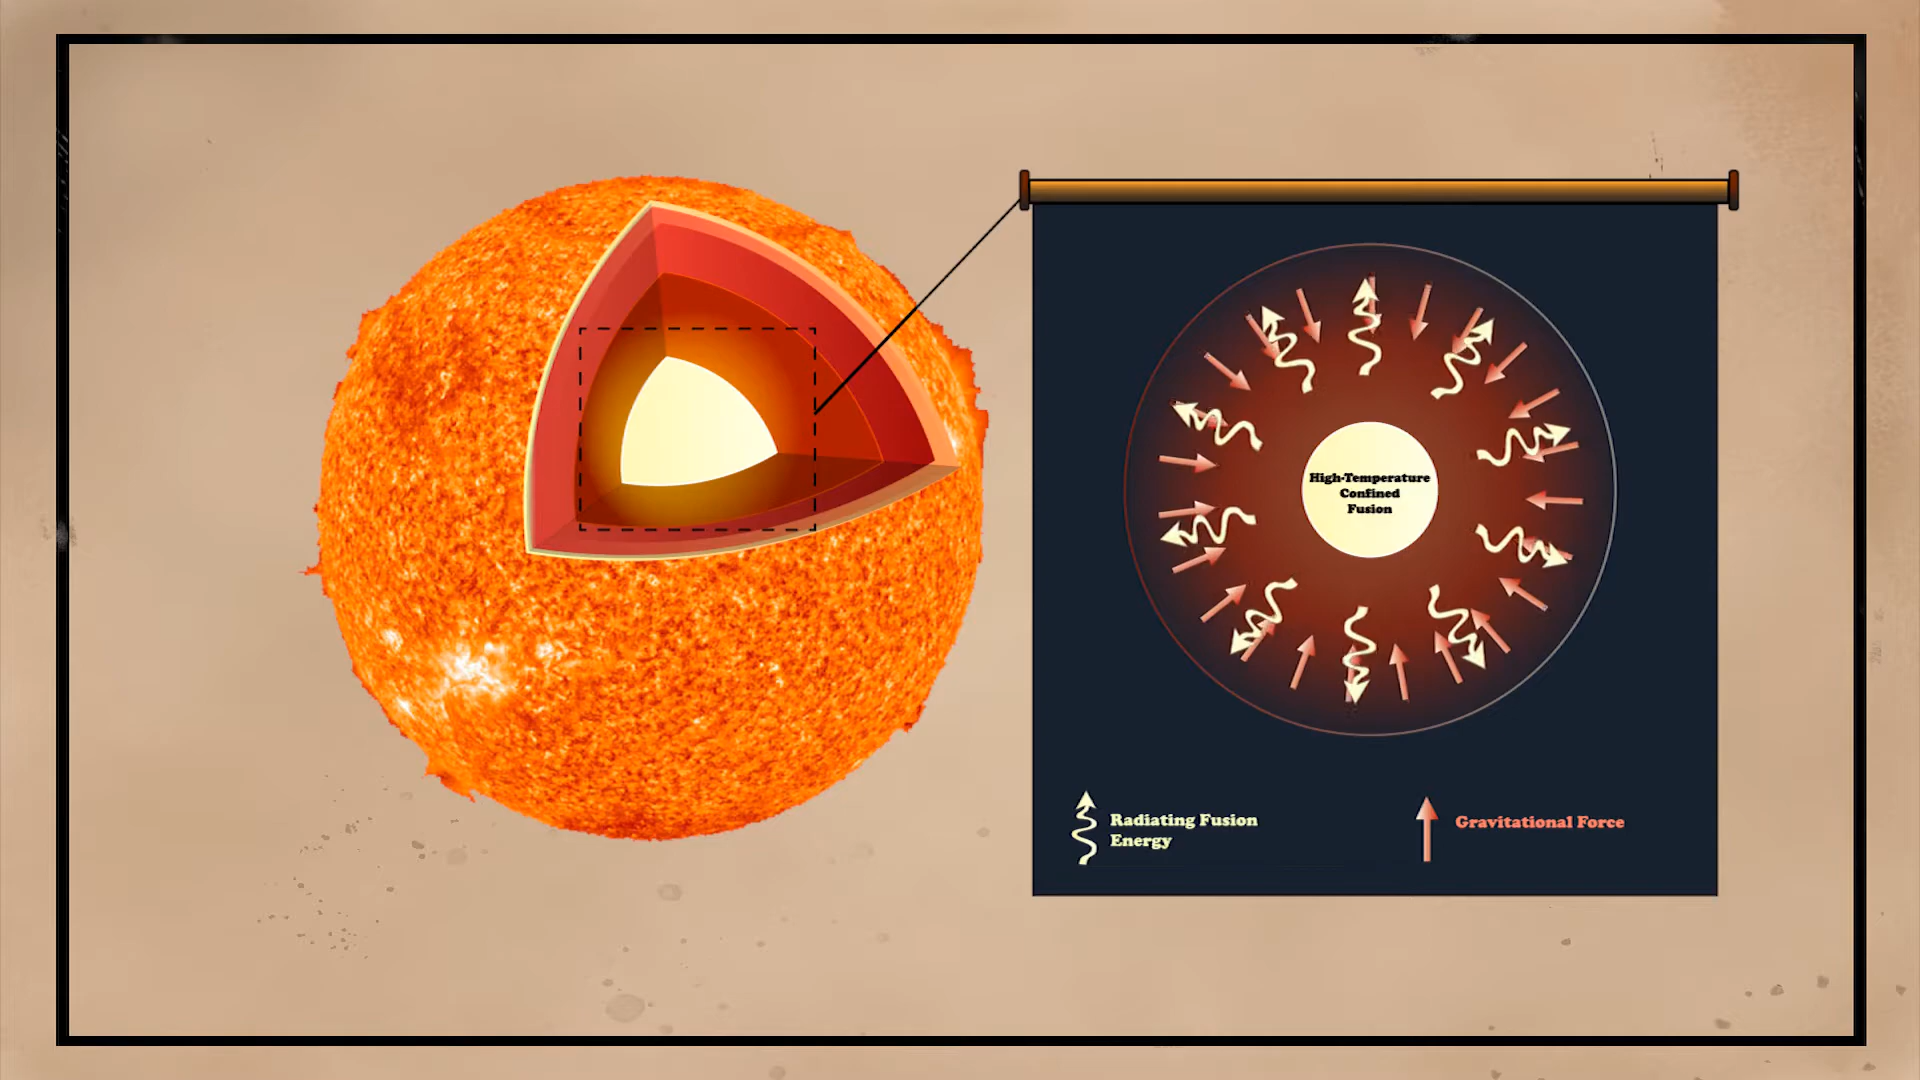 High-Temperature
Confined
Fusion
Radiating Fusion
Energy
Gravitational Force